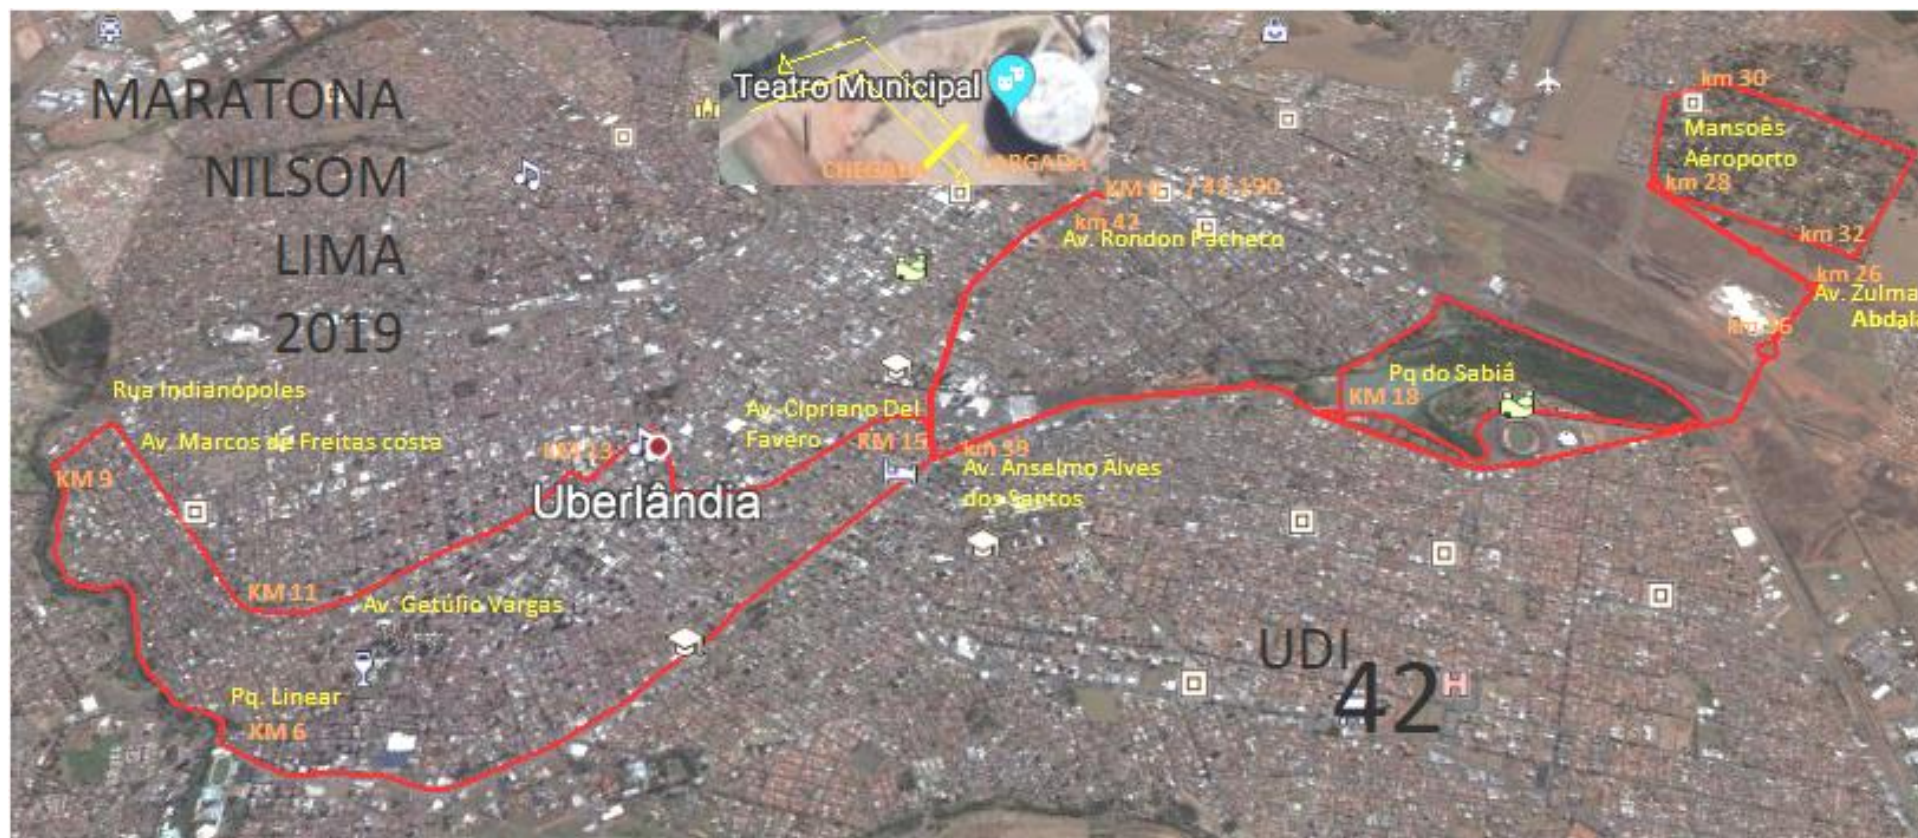 MARATONA
NILSOM
LIMA
2019
Teatro Municipal
CHEGADA
LARGADA
KM 0 / 42.190
km 42
Av. Rondon Pacheco
km 30
Mansoês
Aeroporto
km 28
km 32
km 26
Av. Zulma
Abdala
km 36
Pq do Sabiá
KM 18
Rua Indianópoles
Av. Marcos de Freitas costa
KM 9
KM 13
Av. Cipriano Del
Favero
KM 15
km 39
Av. Anselmo Alves
dos Santos
Uberlândia
KM 11
Av. Getúlio Vargas
Pq. Linear
KM 6
UDI
42